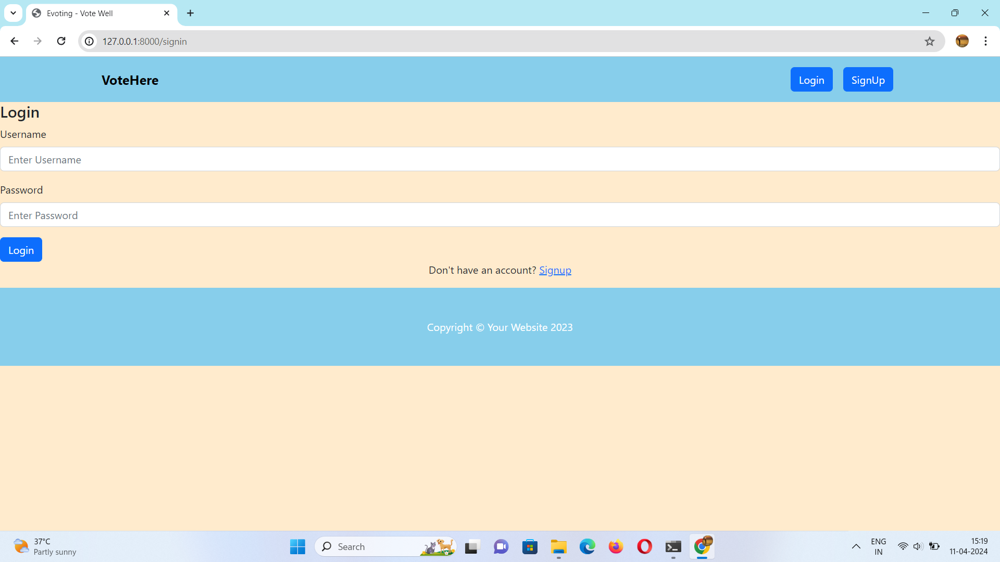 Evoting - Vote Well
127.0.0.1:8000/signin
VoteHere
Login
SignUp
Login
Username
Enter Username
Password
Enter Password
Login
Don't have an account? Signup
Copyright © Your Website 2023
37°C
Partly sunny
Search
ENG
IN
15:19
11-04-2024